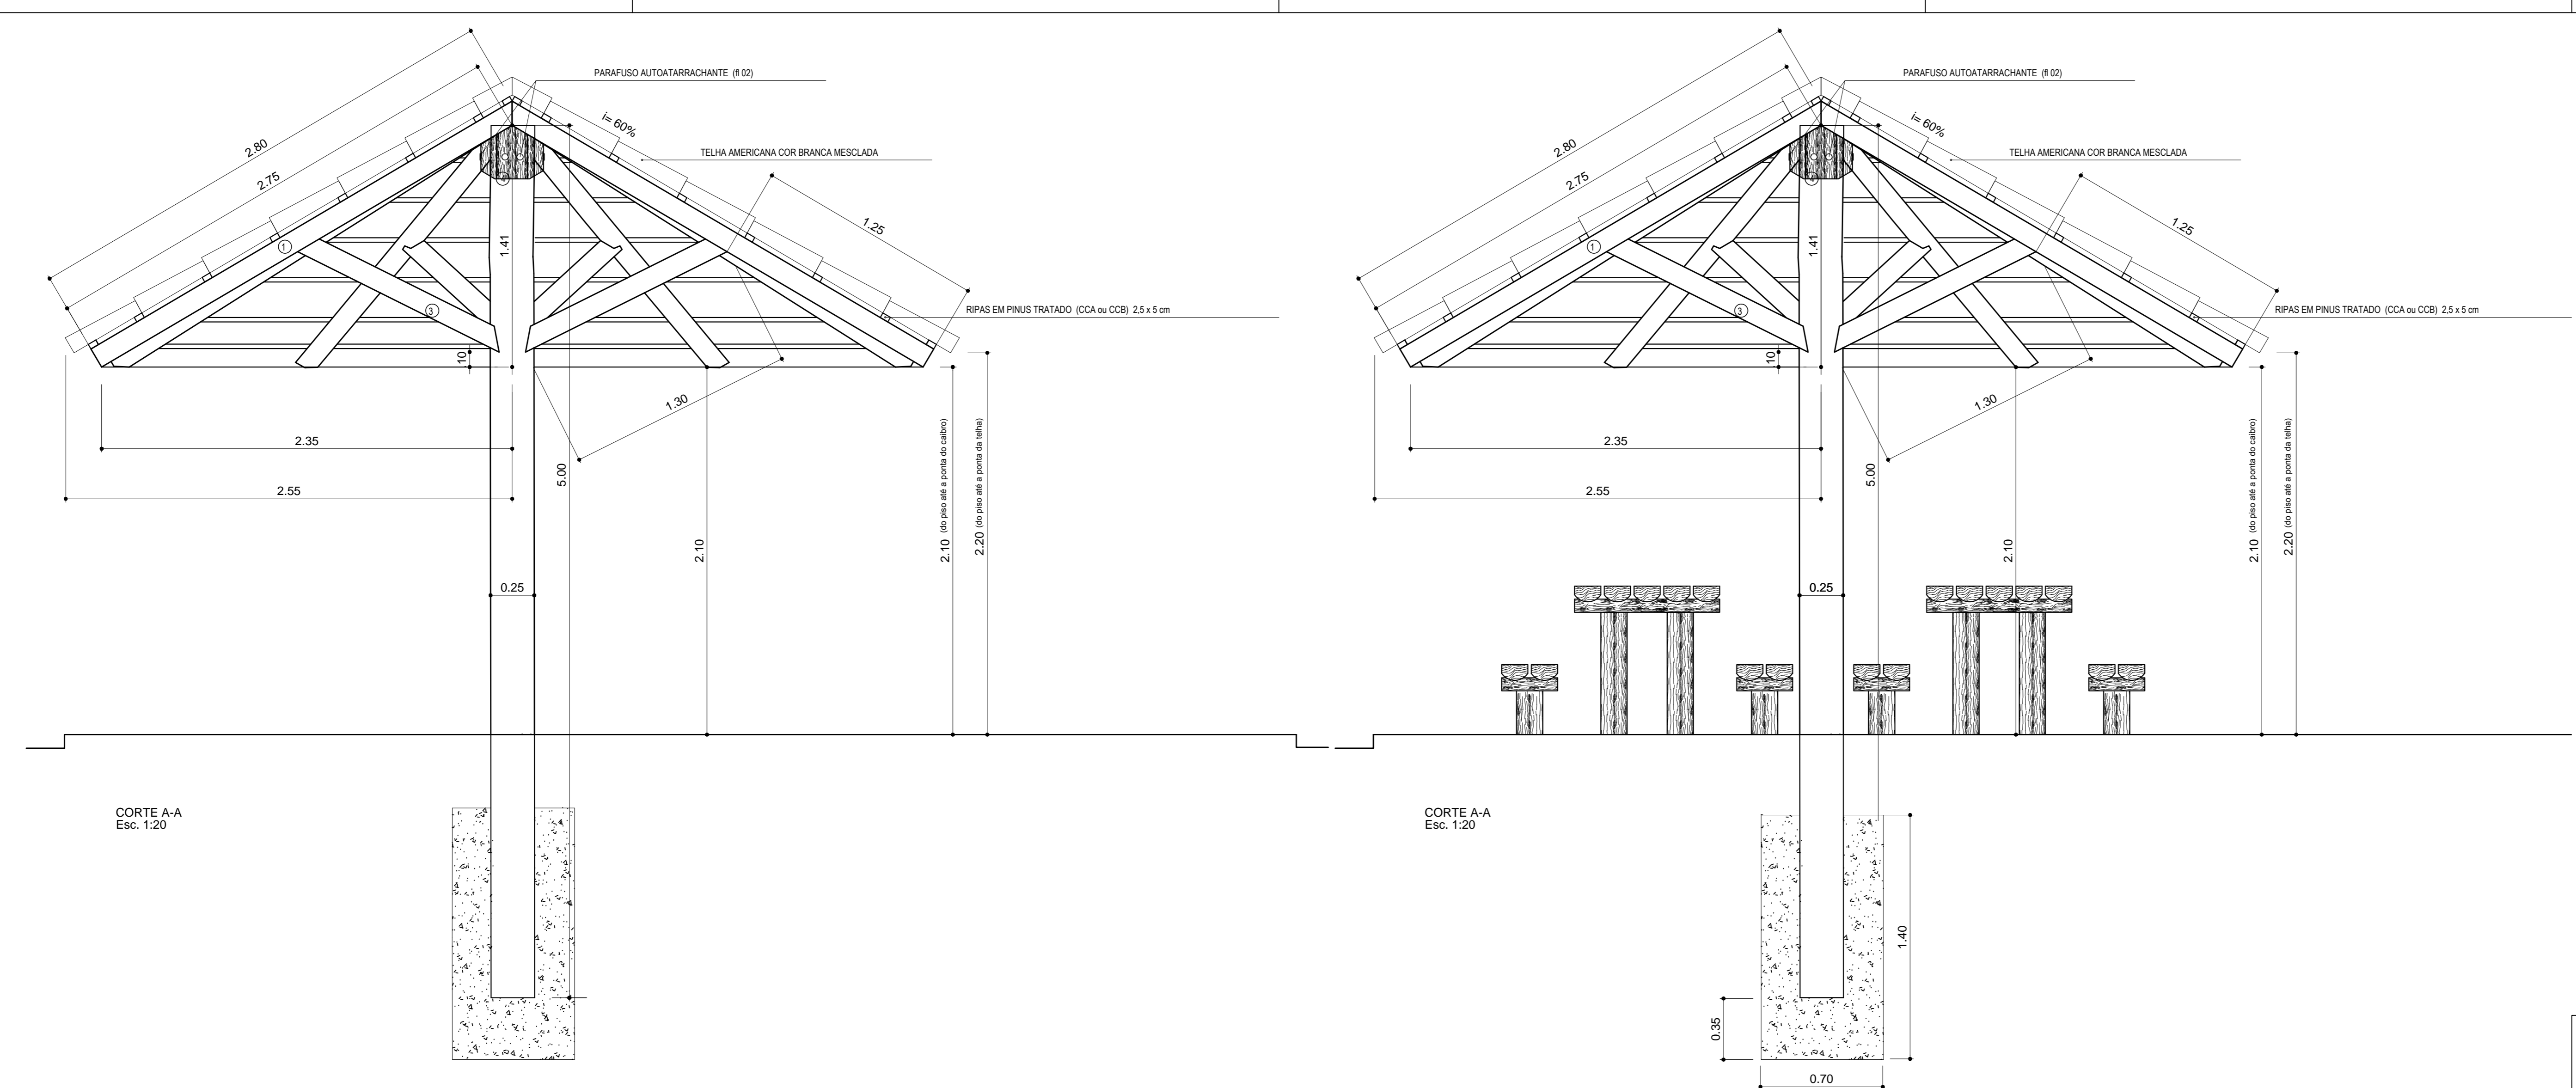 PARAFUSO AUTOATARRACHANTE (fl 02)
i= 60%
TELHA AMERICANA COR BRANCA MESCLADA
2.80
2.75
4
1
1.41
1.25
3
RIPAS EM PINUS TRATADO (CCA ou CCB) 2,5 x 5 cm
.10
1.30
2.35
2.55
5.00
2.10 (do piso até a ponta do caibro)
2.20 (do piso até a ponta da telha)
2.10
0.25
CORTE A-A
Esc. 1:20
PARAFUSO AUTOATARRACHANTE (fl 02)
i= 60%
TELHA AMERICANA COR BRANCA MESCLADA
2.80
2.75
4
1
1.41
1.25
3
RIPAS EM PINUS TRATADO (CCA ou CCB) 2,5 x 5 cm
.10
1.30
2.35
2.55
5.00
2.10 (do piso até a ponta do caibro)
2.20 (do piso até a ponta da telha)
2.10
0.25
CORTE A-A
Esc. 1:20
1.40
0.35
0.70